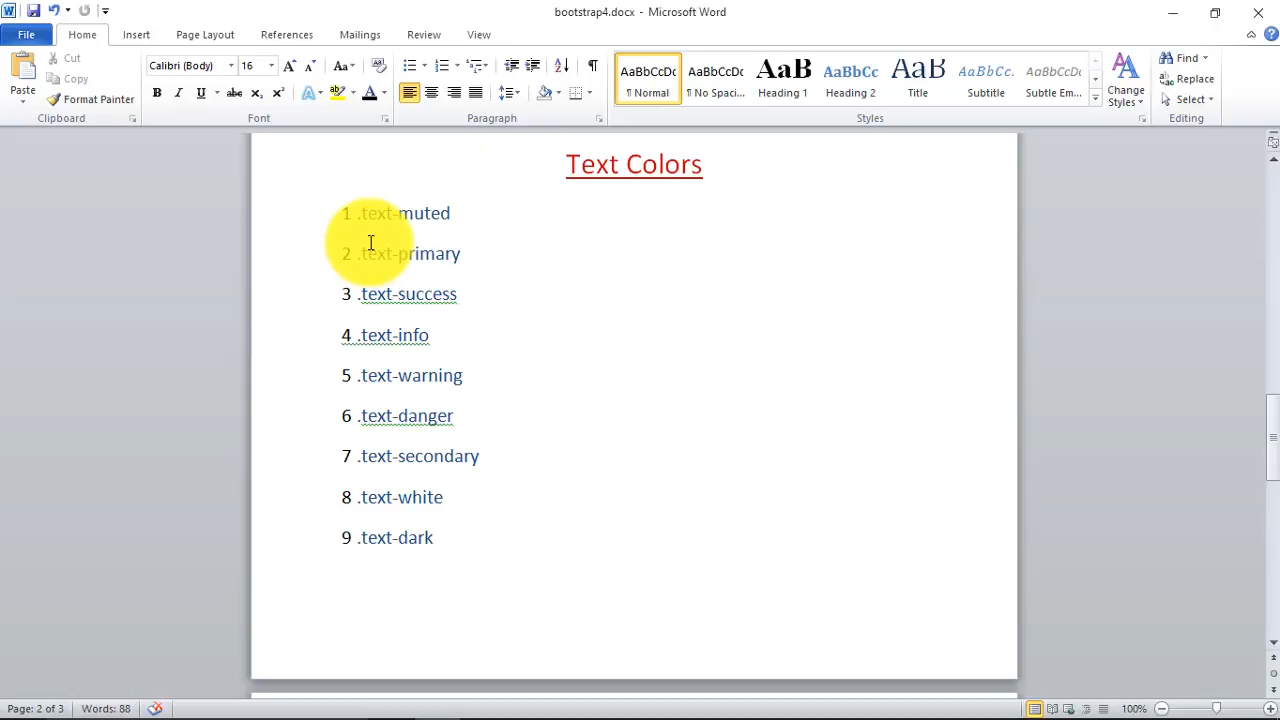 bootstrap4.docx - Microsoft Word
File Home Insert Page Layout References Mailings Review View
Paste
Cut
Copy
Format Painter
Clipboard
Calibri (Body) 16
Font
Paragraph
AaBbCcDc AaBbCcDc AaB AaBbCc AaB AaBbCc. AaBbCcDc
¶ Normal ¶ No Spaci... Heading 1 Heading 2 Title Subtitle Subtle Em...
Styles
Change Styles
Find
Replace
Select
Editing
Text Colors
1 .text-muted
2 .text-primary
3 .text-success
4 .text-info
5 .text-warning
6 .text-danger
7 .text-secondary
8 .text-white
9 .text-dark
Page: 2 of 3 Words: 88 100%